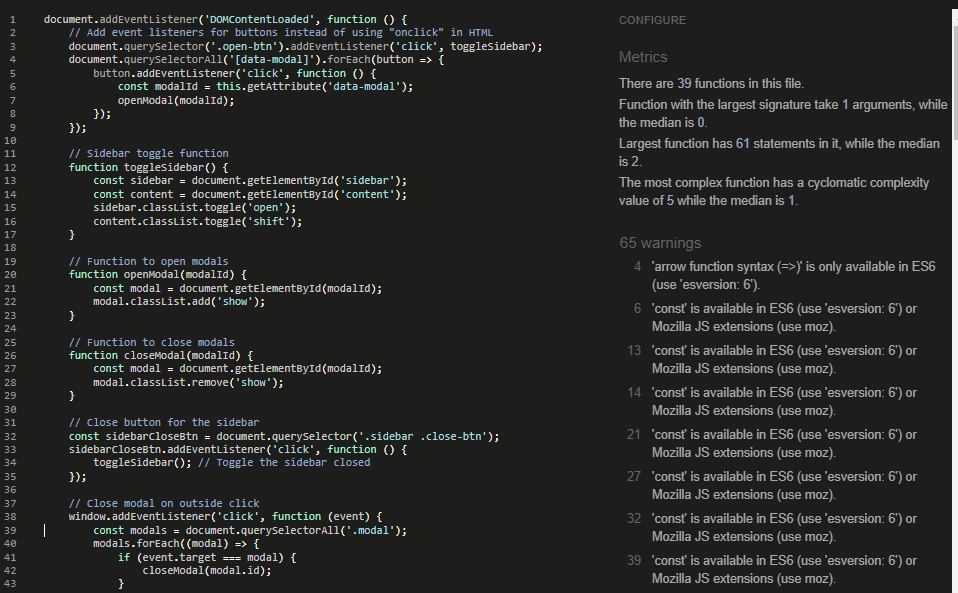 1 document.addEventListener('DOMContentLoaded', function () {
2 // Add event listeners for buttons instead of using "onclick" in HTML
3 document.querySelector('.open-btn').addEventListener('click', toggleSidebar);
4 document.querySelectorAll('[data-modal]').forEach(button => {
5 button.addEventListener('click', function () {
6 const modalId = this.getAttribute('data-modal');
7 openModal(modalId);
8 });
9 });
10
11 // Sidebar toggle function
12 function toggleSidebar() {
13 const sidebar = document.getElementById('sidebar');
14 const content = document.getElementById('content');
15 sidebar.classList.toggle('open');
16 content.classList.toggle('shift');
17 }
18
19 // Function to open modals
20 function openModal(modalId) {
21 const modal = document.getElementById(modalId);
22 modal.classList.add('show');
23 }
24
25 // Function to close modals
26 function closeModal(modalId) {
27 const modal = document.getElementById(modalId);
28 modal.classList.remove('show');
29 }
30
31 // Close button for the sidebar
32 const sidebarCloseBtn = document.querySelector('.sidebar .close-btn');
33 sidebarCloseBtn.addEventListener('click', function () {
34 toggleSidebar(); // Toggle the sidebar closed
35 });
36
37 // Close modal on outside click
38 window.addEventListener('click', function (event) {
39 const modals = document.querySelectorAll('.modal');
40 modals.forEach((modal) => {
41 if (event.target === modal) {
42 closeModal(modal.id);
43 }
CONFIGURE
Metrics
There are 39 functions in this file.
Function with the largest signature take 1 arguments, while
the median is 0.
Largest function has 61 statements in it, while the median
is 2.
The most complex function has a cyclomatic complexity
value of 5 while the median is 1.
65 warnings
4 'arrow function syntax (=>)' is only available in ES6
(use 'esversion: 6').
6 'const' is available in ES6 (use 'esversion: 6') or
Mozilla JS extensions (use moz).
13 'const' is available in ES6 (use 'esversion: 6') or
Mozilla JS extensions (use moz).
14 'const' is available in ES6 (use 'esversion: 6') or
Mozilla JS extensions (use moz).
21 'const' is available in ES6 (use 'esversion: 6') or
Mozilla JS extensions (use moz).
27 'const' is available in ES6 (use 'esversion: 6') or
Mozilla JS extensions (use moz).
32 'const' is available in ES6 (use 'esversion: 6') or
Mozilla JS extensions (use moz).
39 'const' is available in ES6 (use 'esversion: 6') or
Mozilla JS extensions (use moz).